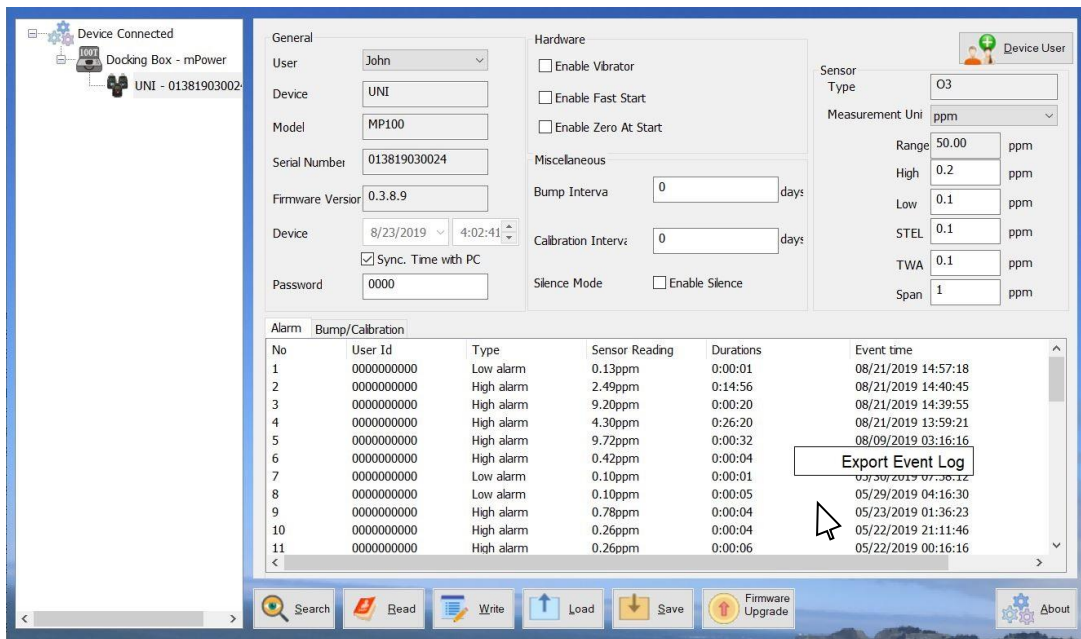 Device Connected
Docking Box - mPower
UNI - 01381903002
General
User John
Device UNI
Model MP100
Serial Number 013819030024
Firmware Version 0.3.8.9
Device 8/23/2019 4:02:41
Sync. Time with PC
Password 0000
Hardware
Enable Vibrator
Enable Fast Start
Enable Zero At Start
Miscellaneous
Bump Interva 0 days
Calibration Interva 0 days
Silence Mode Enable Silence
Device User
Sensor
Type O3
Measurement Uni ppm
Range 50.00 ppm
High 0.2 ppm
Low 0.1 ppm
STEL 0.1 ppm
TWA 0.1 ppm
Span 1 ppm
Alarm Bump/Calibration
No User Id Type Sensor Reading Durations Event time
1 0000000000 Low alarm 0.13ppm 0:00:01 08/21/2019 14:57:18
2 0000000000 High alarm 2.49ppm 0:14:56 08/21/2019 14:40:45
3 0000000000 High alarm 9.20ppm 0:00:20 08/21/2019 14:39:55
4 0000000000 High alarm 4.30ppm 0:26:20 08/21/2019 13:59:21
5 0000000000 High alarm 9.72ppm 0:00:32 08/09/2019 03:16:16
6 0000000000 High alarm 0.42ppm 0:00:04
Export Event Log
7 0000000000 Low alarm 0.10ppm 0:00:01 05/30/2019 07:58:12
8 0000000000 Low alarm 0.10ppm 0:00:05 05/29/2019 04:16:30
9 0000000000 High alarm 0.78ppm 0:00:04 05/23/2019 01:36:23
10 0000000000 High alarm 0.26ppm 0:00:04 05/22/2019 21:11:46
11 0000000000 High alarm 0.26ppm 0:00:06 05/22/2019 00:16:16
Search Read Write Load Save Firmware Upgrade About